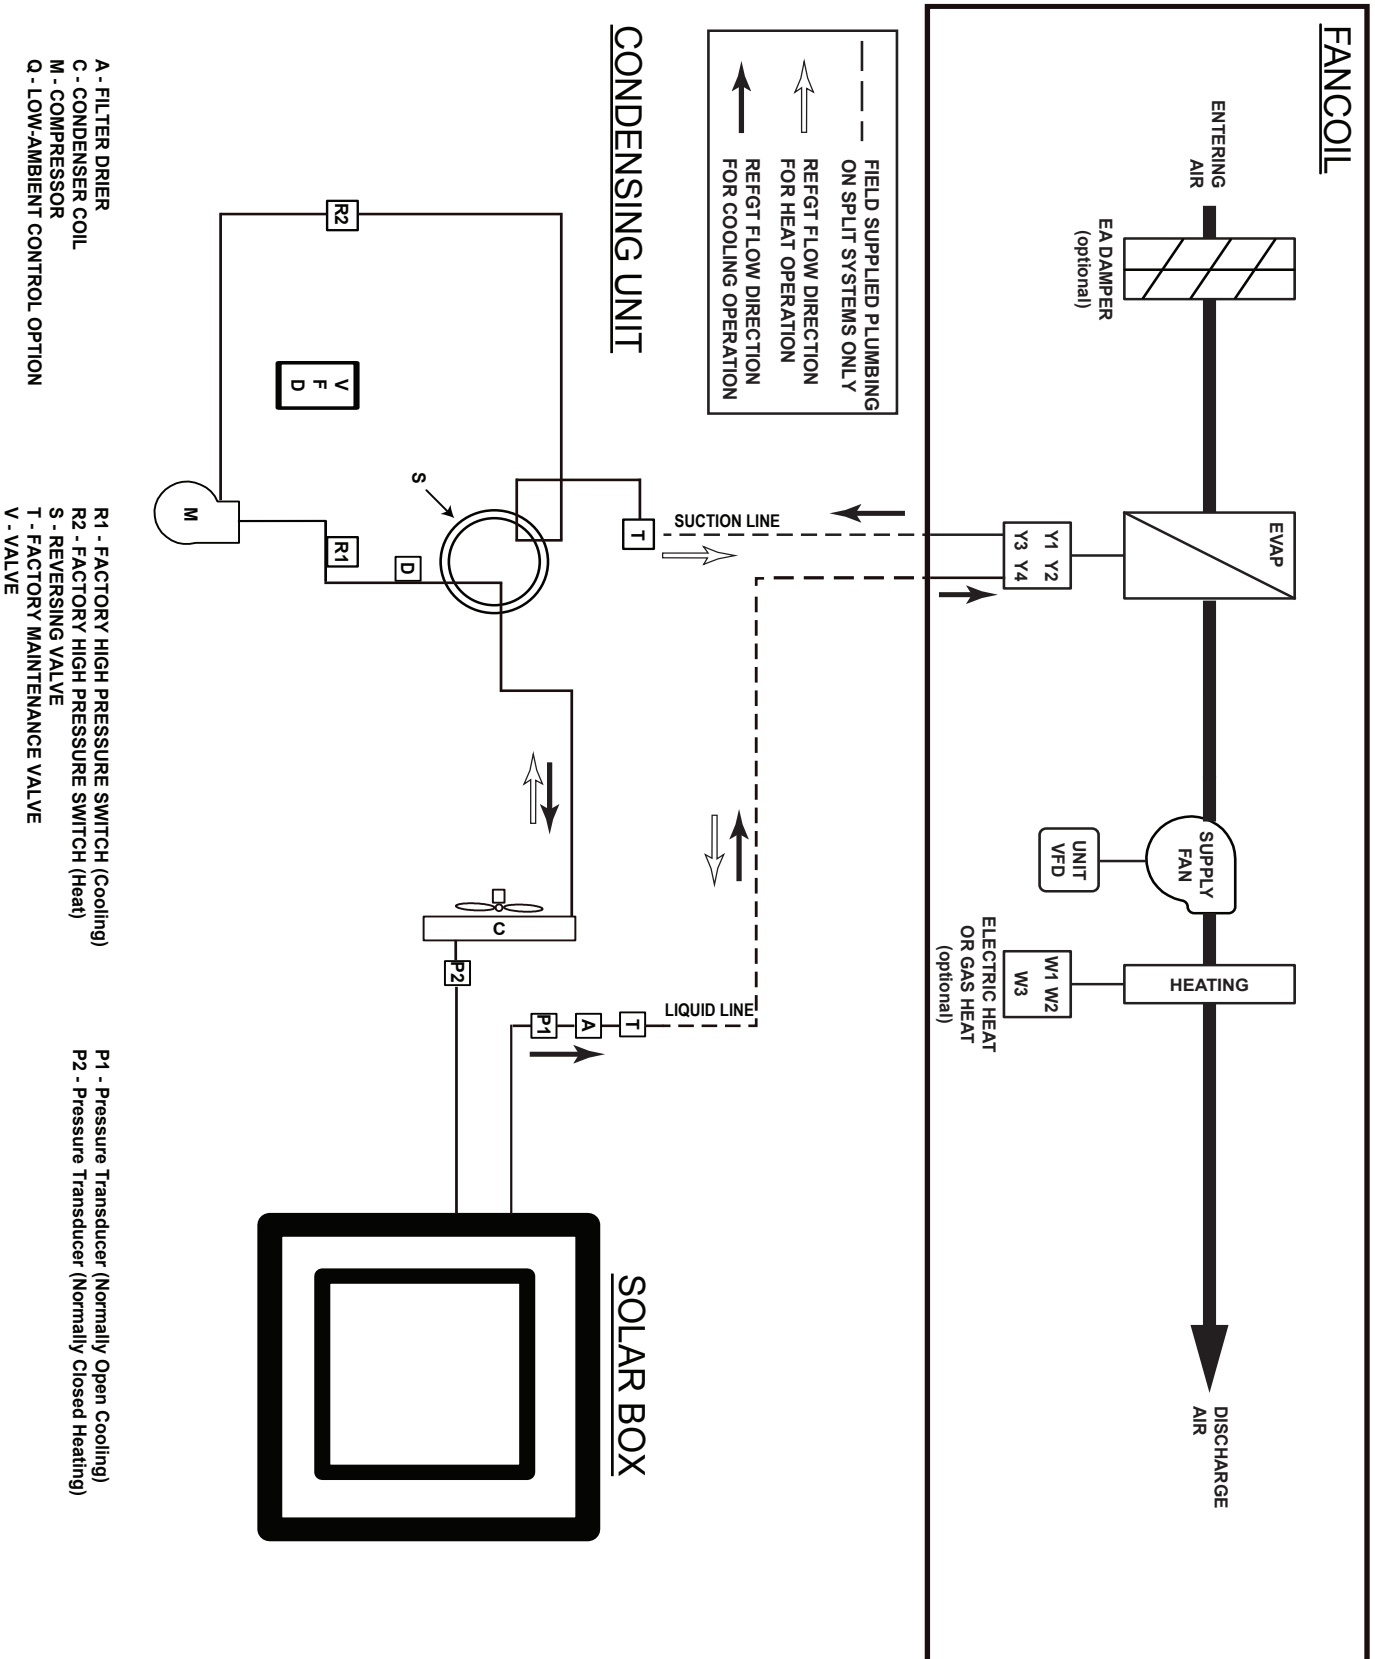 FANCOIL
ENTERING
AIR
EA DAMPER
(optional)
EVAP
Y1 Y2
Y3 Y4
SUPPLY
FAN
UNIT
VFD
HEATING
W1 W2
W3
ELECTRIC HEAT
OR GAS HEAT
(optional)
DISCHARGE
AIR
FIELD SUPPLIED PLUMBING
ON SPLIT SYSTEMS ONLY
REFGT FLOW DIRECTION
FOR HEAT OPERATION
REFGT FLOW DIRECTION
FOR COOLING OPERATION
SUCTION LINE
LIQUID LINE
CONDENSING UNIT
SOLAR BOX
T
T
A
P1
R2
S
D
R1
C
P2
V
F
D
M
A - FILTER DRIER
C - CONDENSER COIL
M - COMPRESSOR
Q - LOW-AMBIENT CONTROL OPTION
R1 - FACTORY HIGH PRESSURE SWITCH (Cooling)
R2 - FACTORY HIGH PRESSURE SWITCH (Heat)
S - REVERSING VALVE
T - FACTORY MAINTENANCE VALVE
V - VALVE
P1 - Pressure Transducer (Normally Open Cooling)
P2 - Pressure Transducer (Normally Closed Heating)